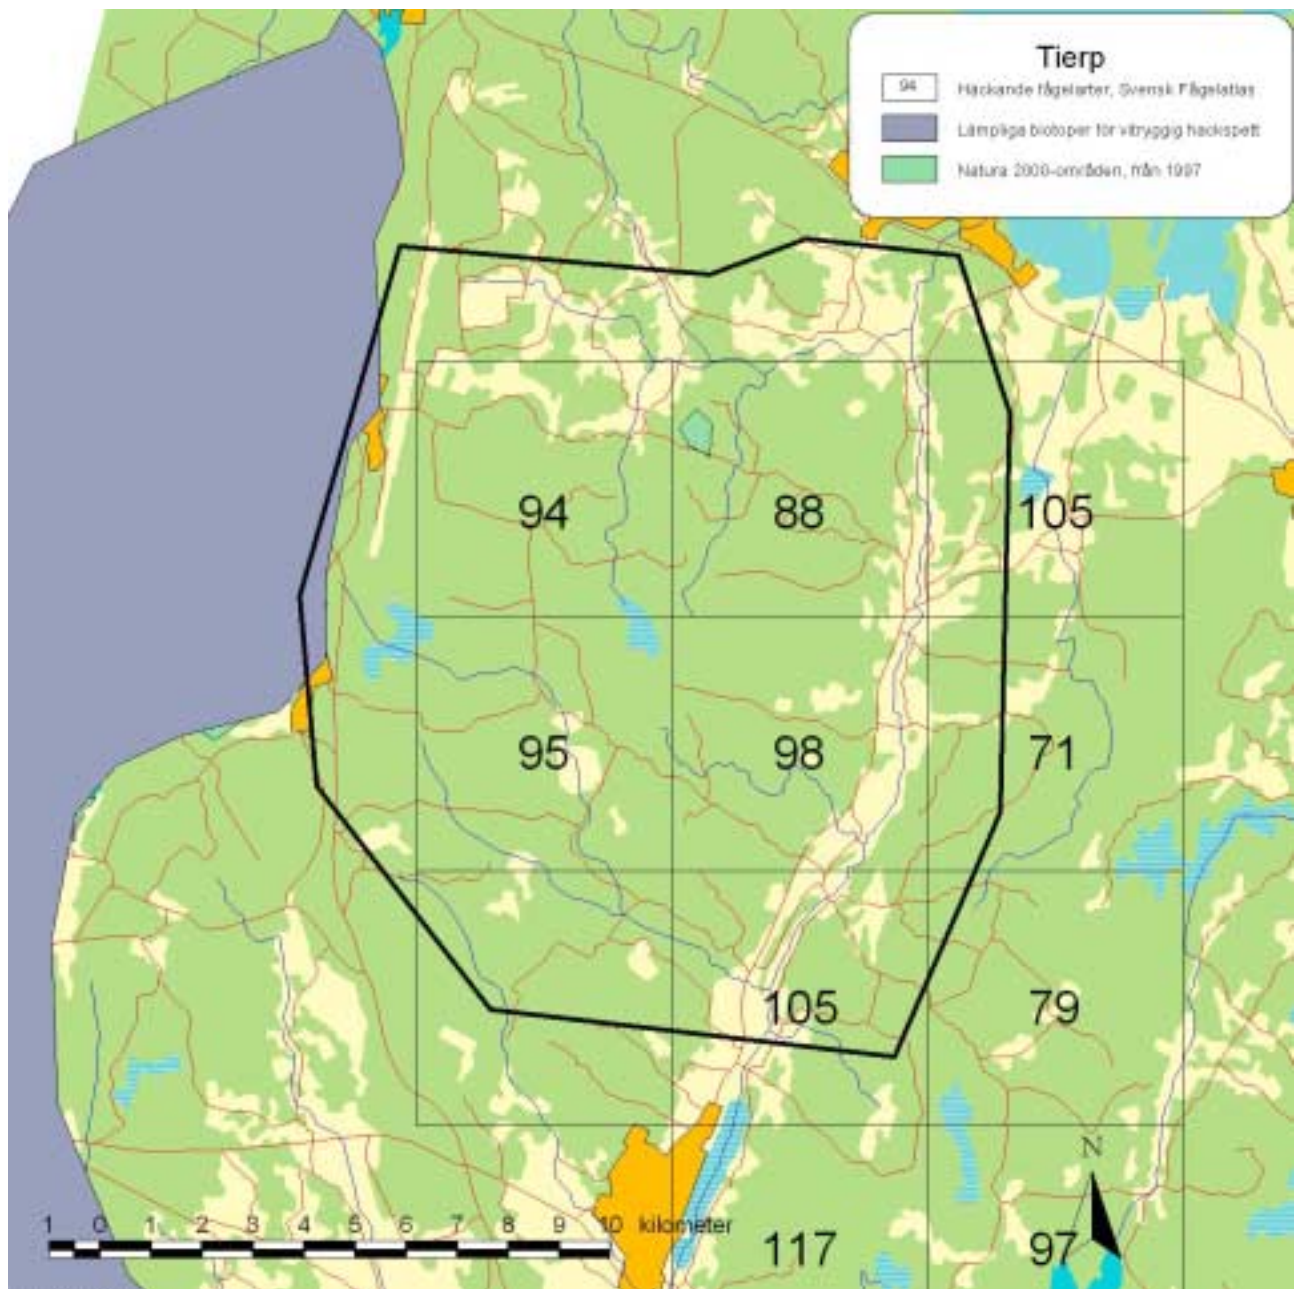 Tierp
94 Häckande fågelarter, Svensk Fågelatlas
Lämpliga biotoper för vitryggig hackspett
Natura 2000-områden, från 1997
94 88 105
95 98 71
105 79
N
1 0 1 2 3 4 5 6 7 8 9 10 kilometer
117 97